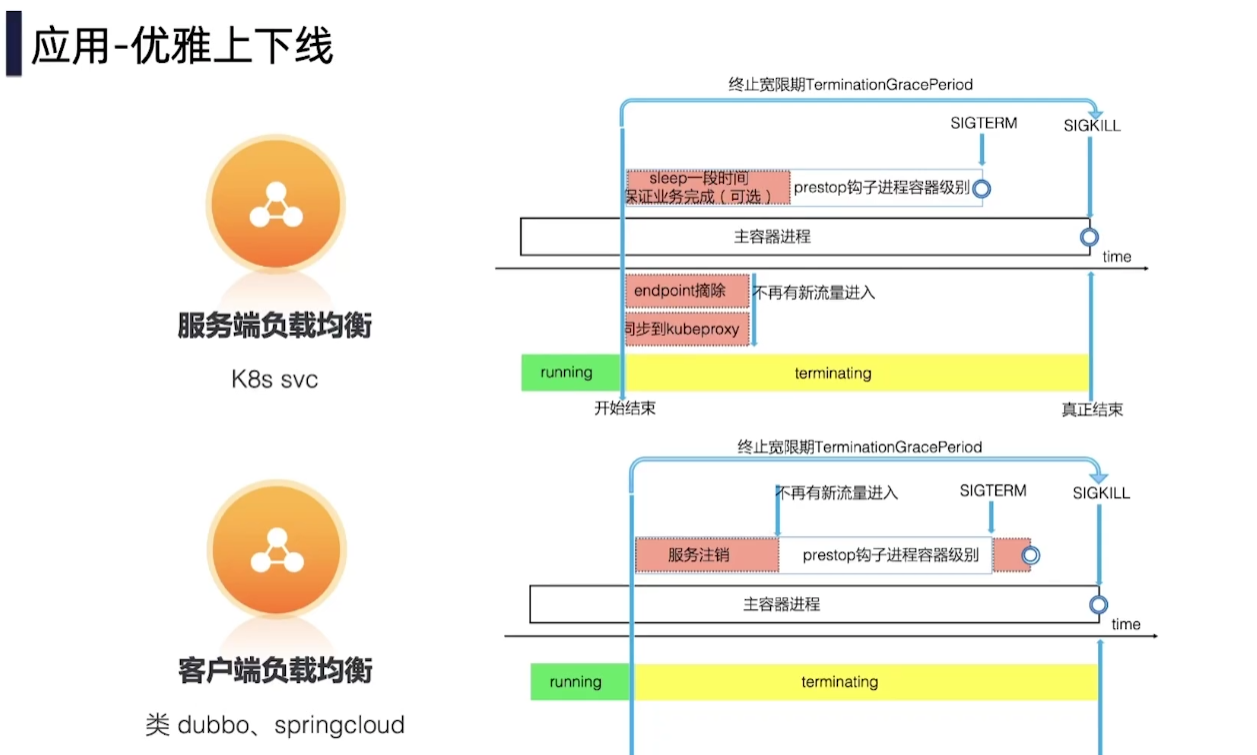 应用-优雅上下线
终止宽限期TerminationGracePeriod
SIGTERM
SIGKILL
sleep一段时间
保证业务完成（可选）
prestop钩子进程容器级别
主容器进程
time
endpoint摘除
不再有新流量进入
同步到kubeproxy
running
terminating
开始结束
真正结束
服务端负载均衡
K8s svc
终止宽限期TerminationGracePeriod
不再有新流量进入
SIGTERM
SIGKILL
服务注销
prestop钩子进程容器级别
主容器进程
time
running
terminating
客户端负载均衡
类 dubbo、springcloud